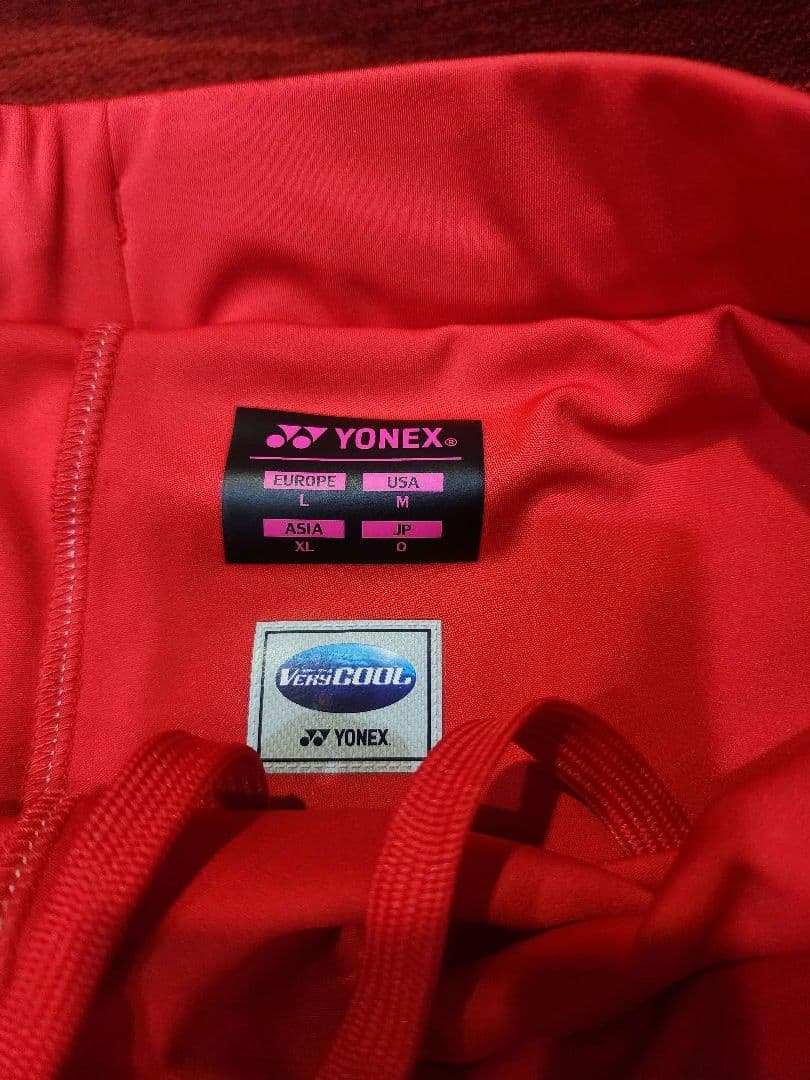 YONEX®
EUROPE USA
L M
ASIA JP
XL O
VERYCOOL
YONEX